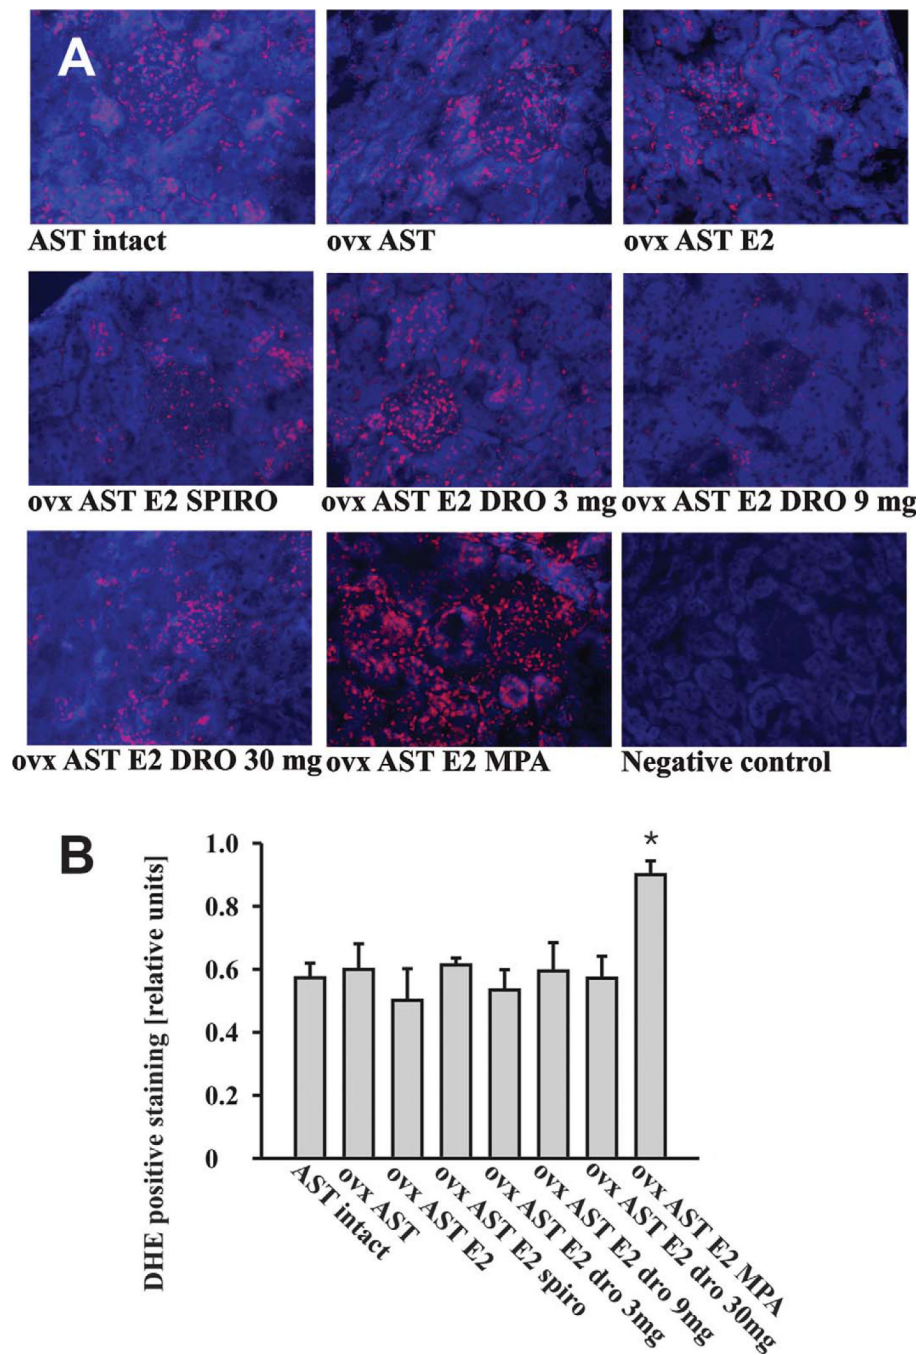 A
AST intact
ovx AST
ovx AST E2
ovx AST E2 SPIRO
ovx AST E2 DRO 3 mg
ovx AST E2 DRO 9 mg
ovx AST E2 DRO 30 mg
ovx AST E2 MPA
Negative control
B
DHE positive staining [relative units]
1.0
0.8
0.6
0.4
0.2
0
*
AST intact
ovx AST
ovx AST E2
ovx AST E2 spiro
ovx AST E2 dro 3mg
ovx AST E2 dro 9mg
ovx AST E2 dro 30mg
ovx AST E2 MPA